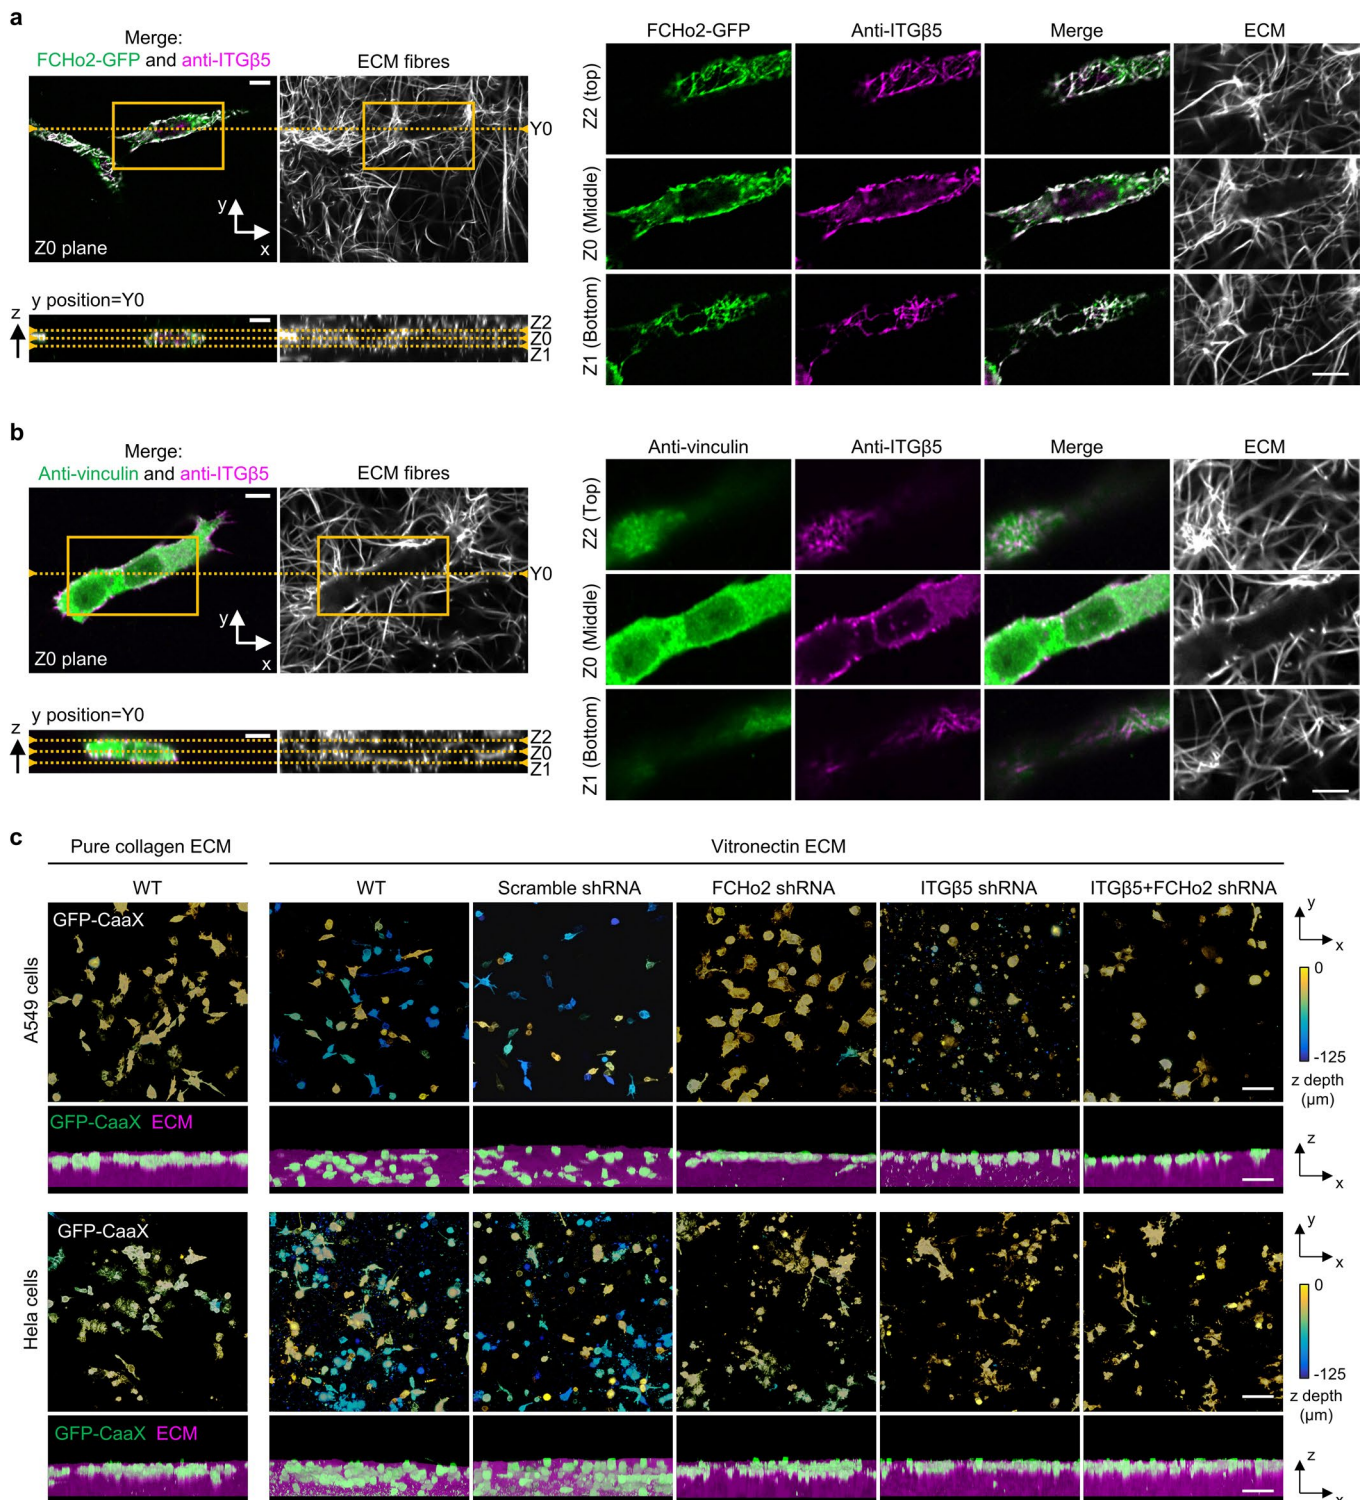 a
Merge:
FCHo2-GFP and anti-ITGβ5
ECM fibres
Y0
y
x
Z0 plane
y position=Y0
z
Z2
Z0
Z1
FCHo2-GFP
Anti-ITGβ5
Merge
ECM
Z2 (top)
Z0 (Middle)
Z1 (Bottom)
b
Merge:
Anti-vinculin and anti-ITGβ5
ECM fibres
Y0
y
x
Z0 plane
y position=Y0
z
Z2
Z0
Z1
Anti-vinculin
Anti-ITGβ5
Merge
ECM
Z2 (Top)
Z0 (Middle)
Z1 (Bottom)
c
Pure collagen ECM
Vitronectin ECM
WT
WT
Scramble shRNA
FCHo2 shRNA
ITGβ5 shRNA
ITGβ5+FCHo2 shRNA
A549 cells
GFP-CaaX
y
x
0
-125
z depth
(µm)
GFP-CaaX ECM
z
x
Hela cells
GFP-CaaX
y
x
0
-125
z depth
(µm)
GFP-CaaX ECM
z
x